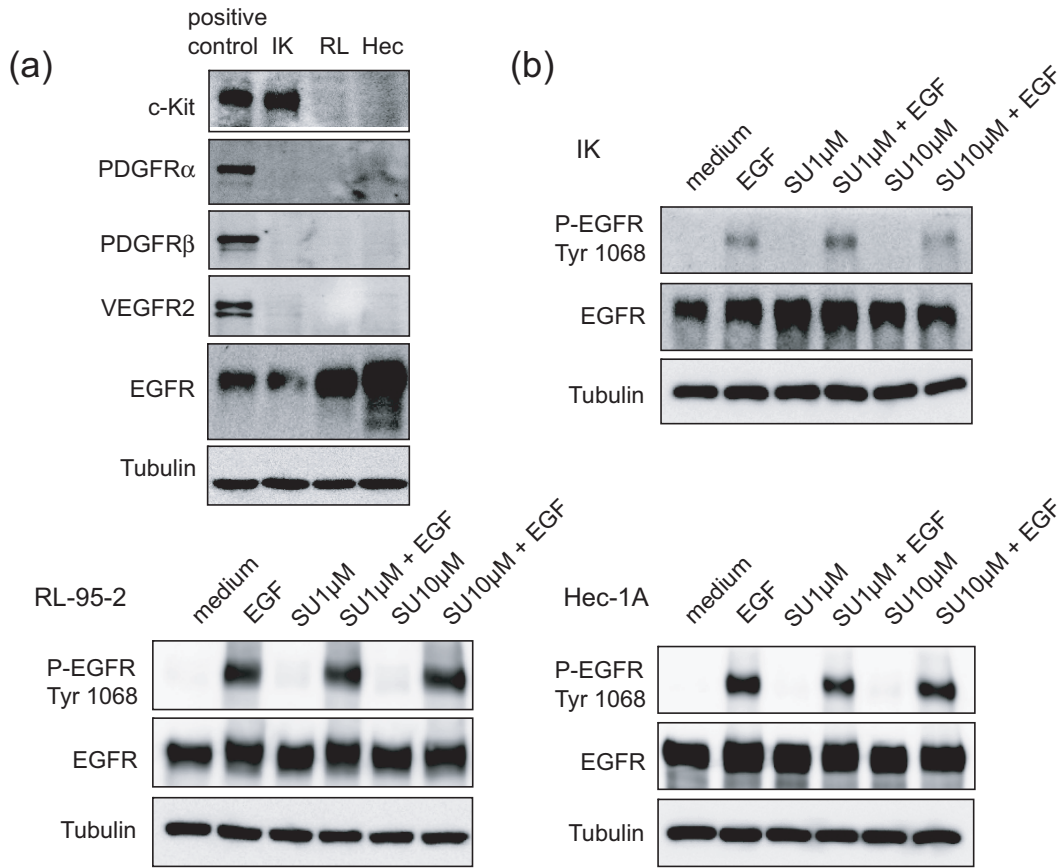 (a)
positive
control IK RL Hec
c-Kit
PDGFRα
PDGFRβ
VEGFR2
EGFR
Tubulin
(b)
IK
medium
EGF
SU1µM
SU1µM + EGF
SU10µM
SU10µM + EGF
P-EGFR
Tyr 1068
EGFR
Tubulin
RL-95-2
medium
EGF
SU1µM
SU1µM + EGF
SU10µM
SU10µM + EGF
P-EGFR
Tyr 1068
EGFR
Tubulin
Hec-1A
medium
EGF
SU1µM
SU1µM + EGF
SU10µM
SU10µM + EGF
P-EGFR
Tyr 1068
EGFR
Tubulin